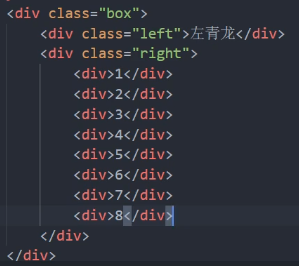 <div class="box">
    <div class="left">左青龙</div>
    <div class="right">
        <div>1</div>
        <div>2</div>
        <div>3</div>
        <div>4</div>
        <div>5</div>
        <div>6</div>
        <div>7</div>
        <div>8</div>
    </div>
</div>